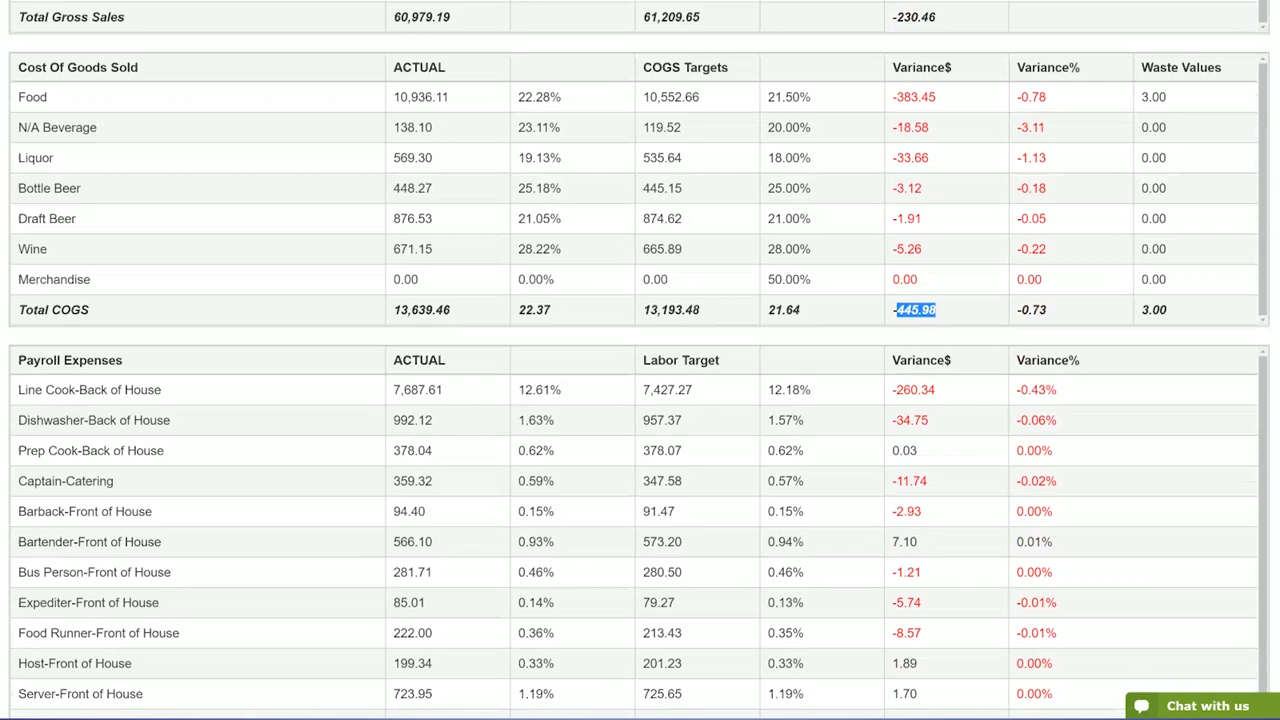 Total Gross Sales 60,979.19 61,209.65 -230.46
Cost Of Goods Sold ACTUAL COGS Targets Variance$ Variance% Waste Values
Food 10,936.11 22.28% 10,552.66 21.50% -383.45 -0.78 3.00
N/A Beverage 138.10 23.11% 119.52 20.00% -18.58 -3.11 0.00
Liquor 569.30 19.13% 535.64 18.00% -33.66 -1.13 0.00
Bottle Beer 448.27 25.18% 445.15 25.00% -3.12 -0.18 0.00
Draft Beer 876.53 21.05% 874.62 21.00% -1.91 -0.05 0.00
Wine 671.15 28.22% 665.89 28.00% -5.26 -0.22 0.00
Merchandise 0.00 0.00% 0.00 50.00% 0.00 0.00 0.00
Total COGS 13,639.46 22.37 13,193.48 21.64 -445.98 -0.73 3.00
Payroll Expenses ACTUAL Labor Target Variance$ Variance%
Line Cook-Back of House 7,687.61 12.61% 7,427.27 12.18% -260.34 -0.43%
Dishwasher-Back of House 992.12 1.63% 957.37 1.57% -34.75 -0.06%
Prep Cook-Back of House 378.04 0.62% 378.07 0.62% 0.03 0.00%
Captain-Catering 359.32 0.59% 347.58 0.57% -11.74 -0.02%
Barback-Front of House 94.40 0.15% 91.47 0.15% -2.93 0.00%
Bartender-Front of House 566.10 0.93% 573.20 0.94% 7.10 0.01%
Bus Person-Front of House 281.71 0.46% 280.50 0.46% -1.21 0.00%
Expediter-Front of House 85.01 0.14% 79.27 0.13% -5.74 -0.01%
Food Runner-Front of House 222.00 0.36% 213.43 0.35% -8.57 -0.01%
Host-Front of House 199.34 0.33% 201.23 0.33% 1.89 0.00%
Server-Front of House 723.95 1.19% 725.65 1.19% 1.70 0.00%
Chat with us